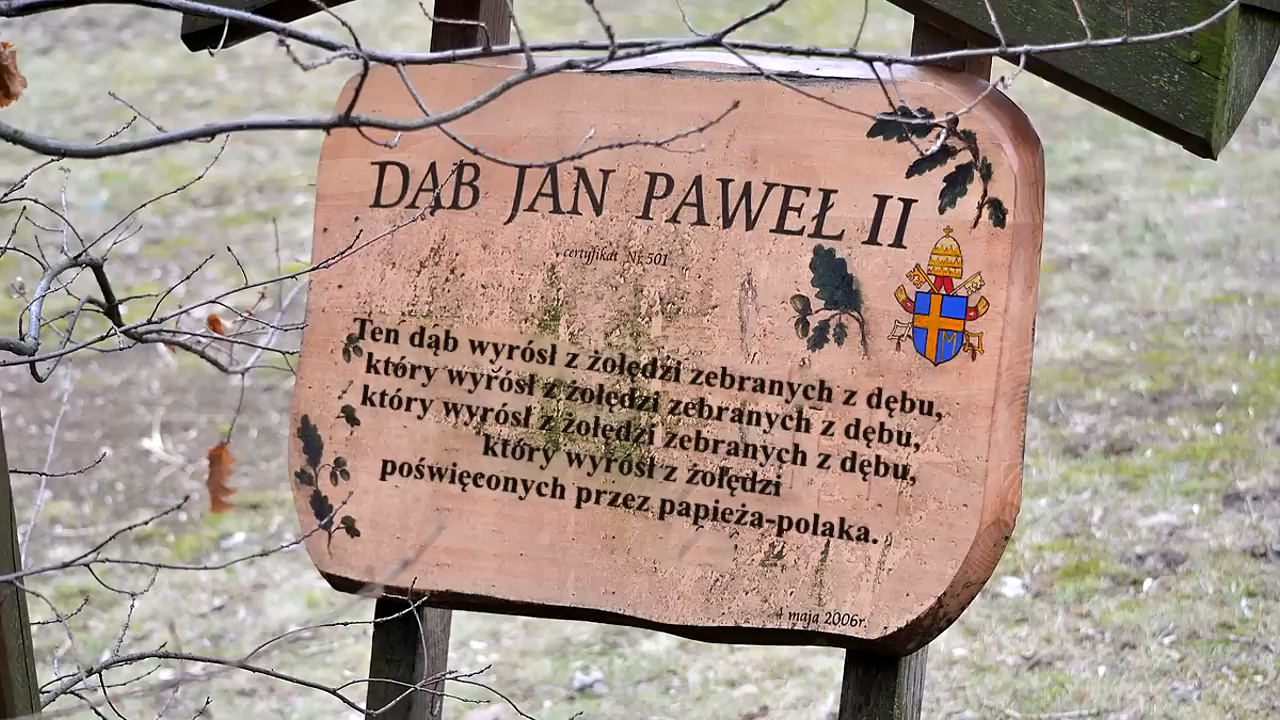 DĄB JAN PAWEŁ II
certyfikat Nr 501
Ten dąb wyrósł z żołędzi zebranych z dębu,
który wyrósł z żołędzi zebranych z dębu,
który wyrósł z żołędzi zebranych z dębu,
który wyrósł z żołędzi
poświęconych przez papieża-polaka.
4 maja 2006r.